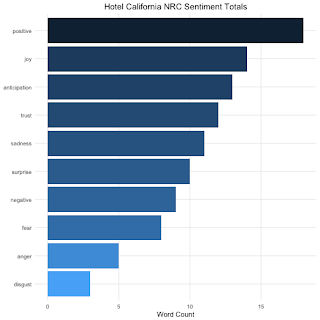 Hotel California NRC Sentiment Totals
positive
joy
anticipation
trust
sadness
surprise
negative
fear
anger
disgust
0 5 10 15
Word Count